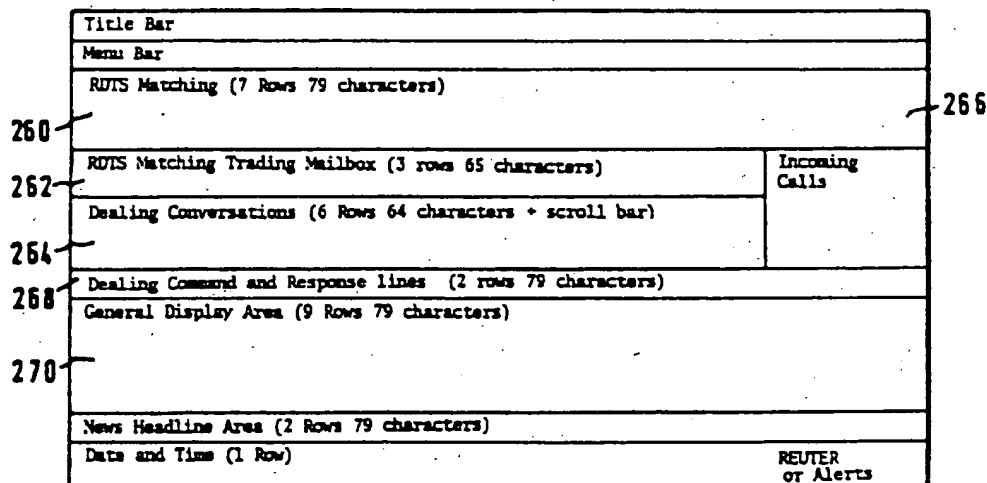 Title Bar
Menu Bar
RDTS Matching (7 Rows 79 characters)
266
260
RDTS Matching Trading Mailbox (3 rows 65 characters)
Incoming
Calls
262
Dealing Conversations (6 Rows 64 characters + scroll bar)
264
Dealing Command and Response lines (2 rows 79 characters)
268
General Display Area (9 Rows 79 characters)
270
News Headline Area (2 Rows 79 characters)
Date and Time (1 Row)
REUTER
or Alerts